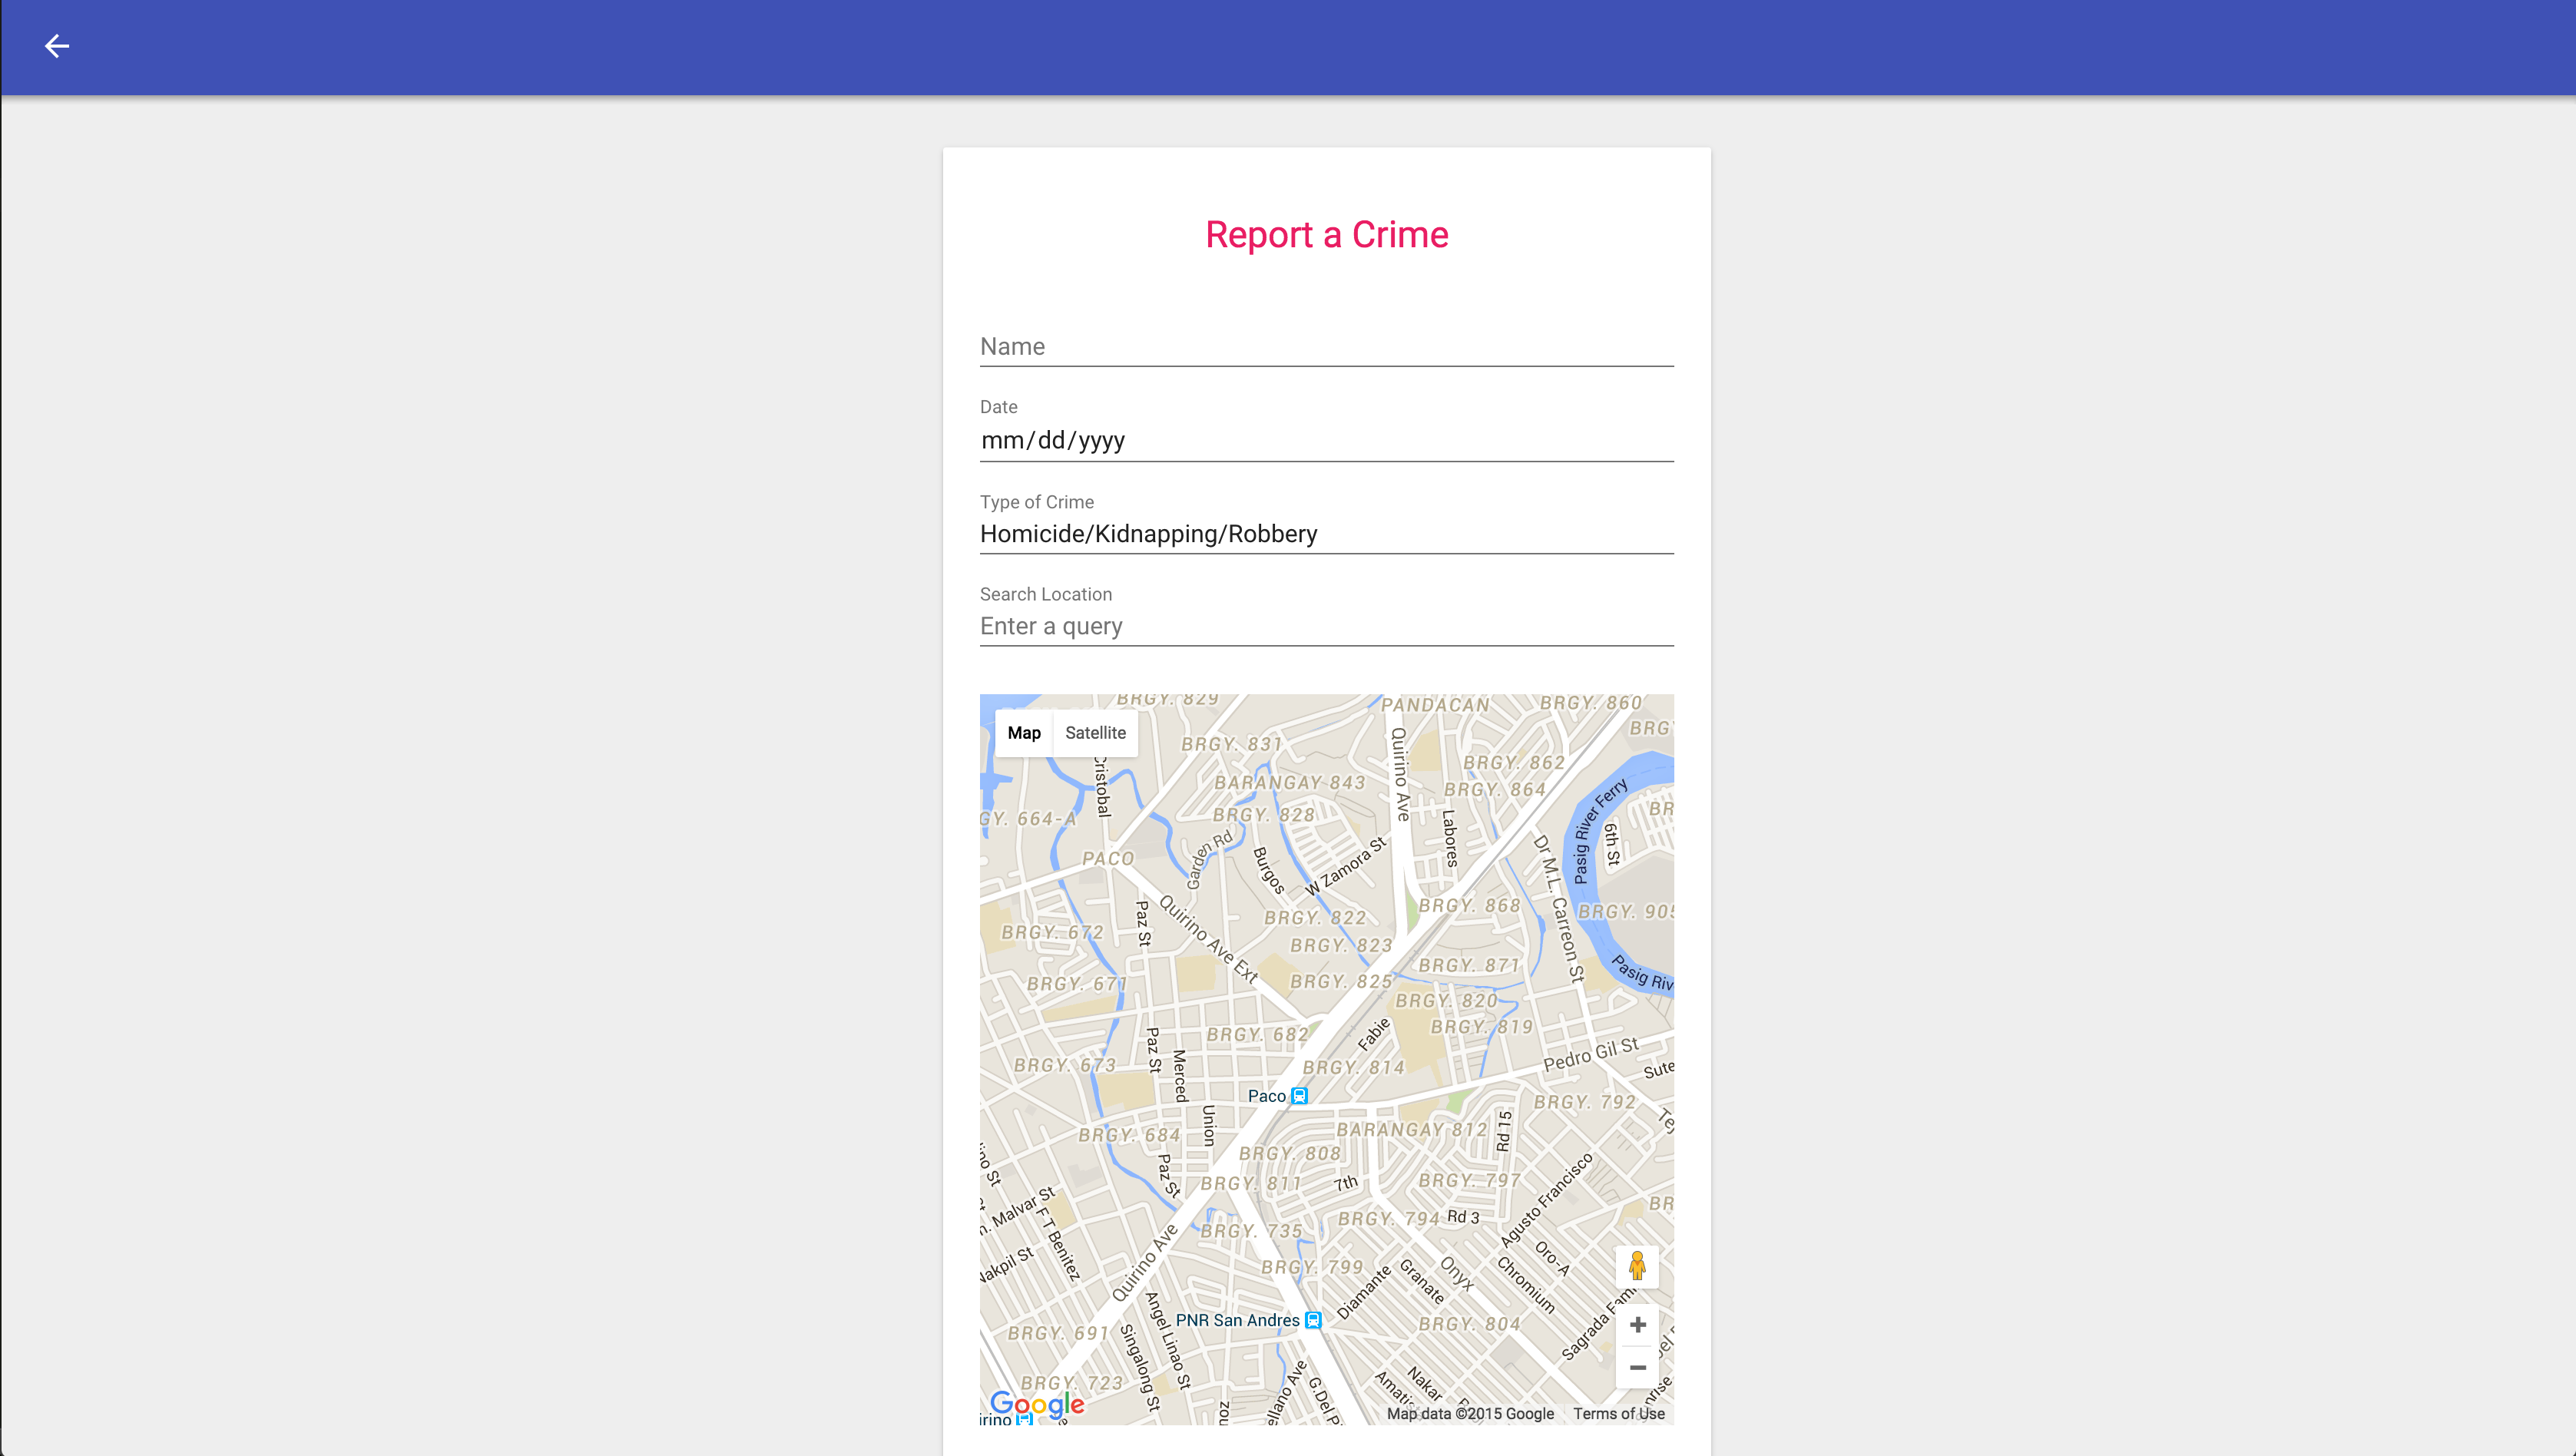 Report a Crime
Name
Date
mm/dd/yyyy
Type of Crime
Homicide/Kidnapping/Robbery
Search Location
Enter a query
BRGY. 829
PANDACAN
BRGY. 860
Map
Satellite
BRGY. 831
Quirino Ave
BRGY. 862
Cristobal
BARANGAY 843
BRGY. 864
Pasig River Ferry
BRGY. 828
GY. 664-A
Labores
6th St
PACO
Garden Rd
Burgos
W Zamora St
Dr M.L. Carreon St
BRGY. 868
BRGY. 905
Paz St
Quirino Ave Ext
BRGY. 822
BRGY. 672
BRGY. 823
BRGY. 871
BRGY. 671
BRGY. 825
Pasig Riv
BRGY. 820
BRGY. 682
Fabie
BRGY. 819
Paz St
BRGY. 673
Merced
BRGY. 814
Pedro Gil St
Paco
BRGY. 792
Union
BRGY. 684
BARANGAY 812
Rd 15
BRGY. 808
Paz St
BRGY. 811
7th
BRGY. 797
Agusto Francisco
n. Malvar St
F T Benitez
BRGY. 735
BRGY. 794
Rd 3
Nakpil St
Quirino Ave
BRGY. 799
Diamante
Granate
Onyx
Chromium
Oro-A
PNR San Andres
BRGY. 804
Sagrada Fami
BRGY. 691
Singalong St
Angel Linao St
BRGY. 723
Nakar
Amatis
G.Del P
ellano Ave
Google
irino
Map data ©2015 Google
Terms of Use